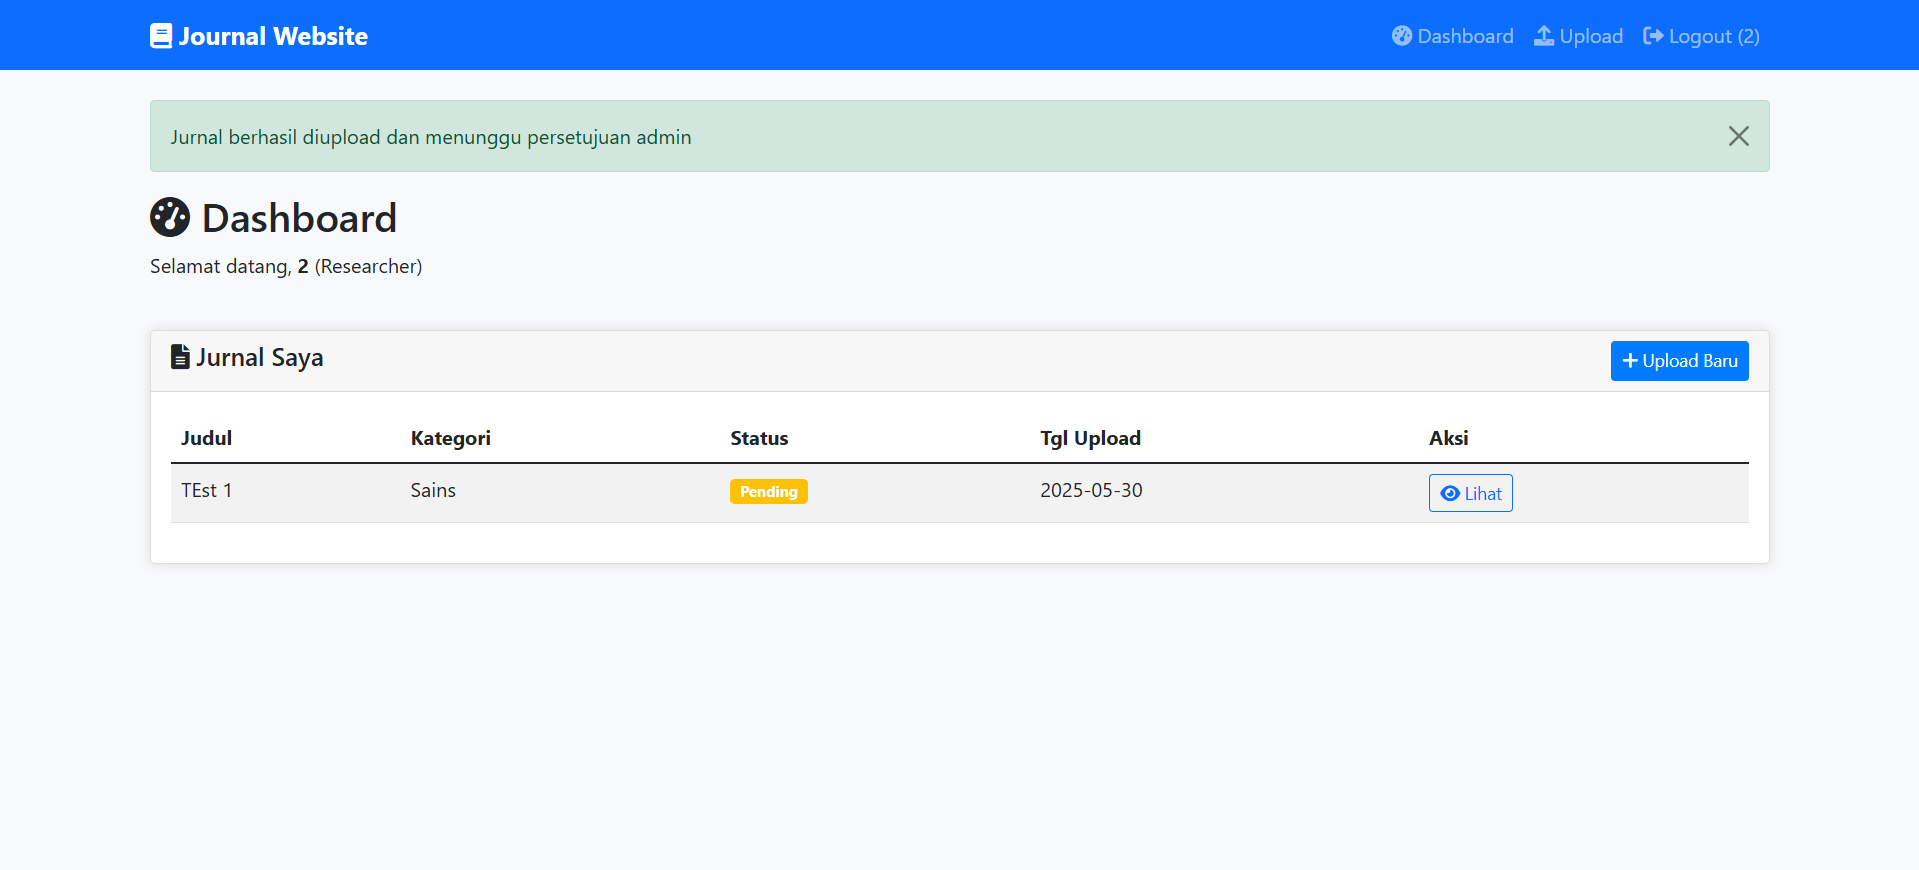 Journal Website
Dashboard Upload Logout (2)
Jurnal berhasil diupload dan menunggu persetujuan admin
Dashboard
Selamat datang, 2 (Researcher)
Jurnal Saya
Upload Baru
Judul Kategori Status Tgl Upload Aksi
TEst 1 Sains Pending 2025-05-30 Lihat